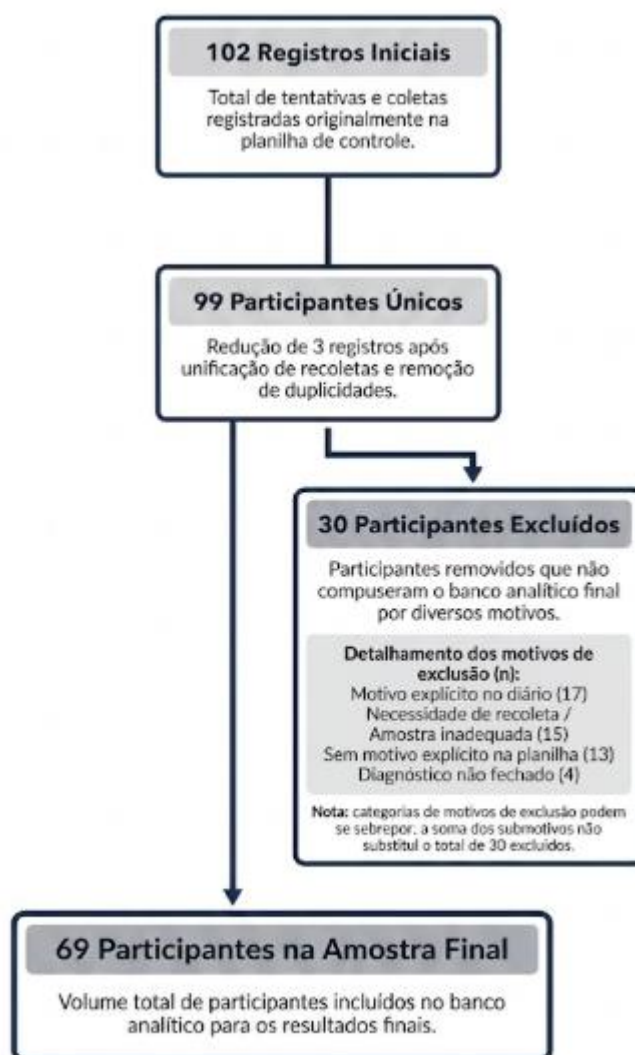 102 Registros Iniciais
Total de tentativas e coletas
registradas originalmente na
planilha de controle.
99 Participantes Únicos
Redução de 3 registros após
unificação de recoletas e remoção
de duplicidades.
30 Participantes Excluídos
Participantes removidos que não
compuseram o banco analítico final
por diversos motivos.
Detalhamento dos motivos de
exclusão (n):
Motivo explícito no diário (17)
Necessidade de recoleta /
Amostra inadequada (15)
Sem motivo explícito na planilha (13)
Diagnóstico não fechado (4)
Nota: categorias de motivos de exclusão podem
se sebrepor, a soma dos submotivos não
substitul o total de 30 excluídos.
69 Participantes na Amostra Final
Volume total de participantes incluídos no banco
analítico para os resultados finais.